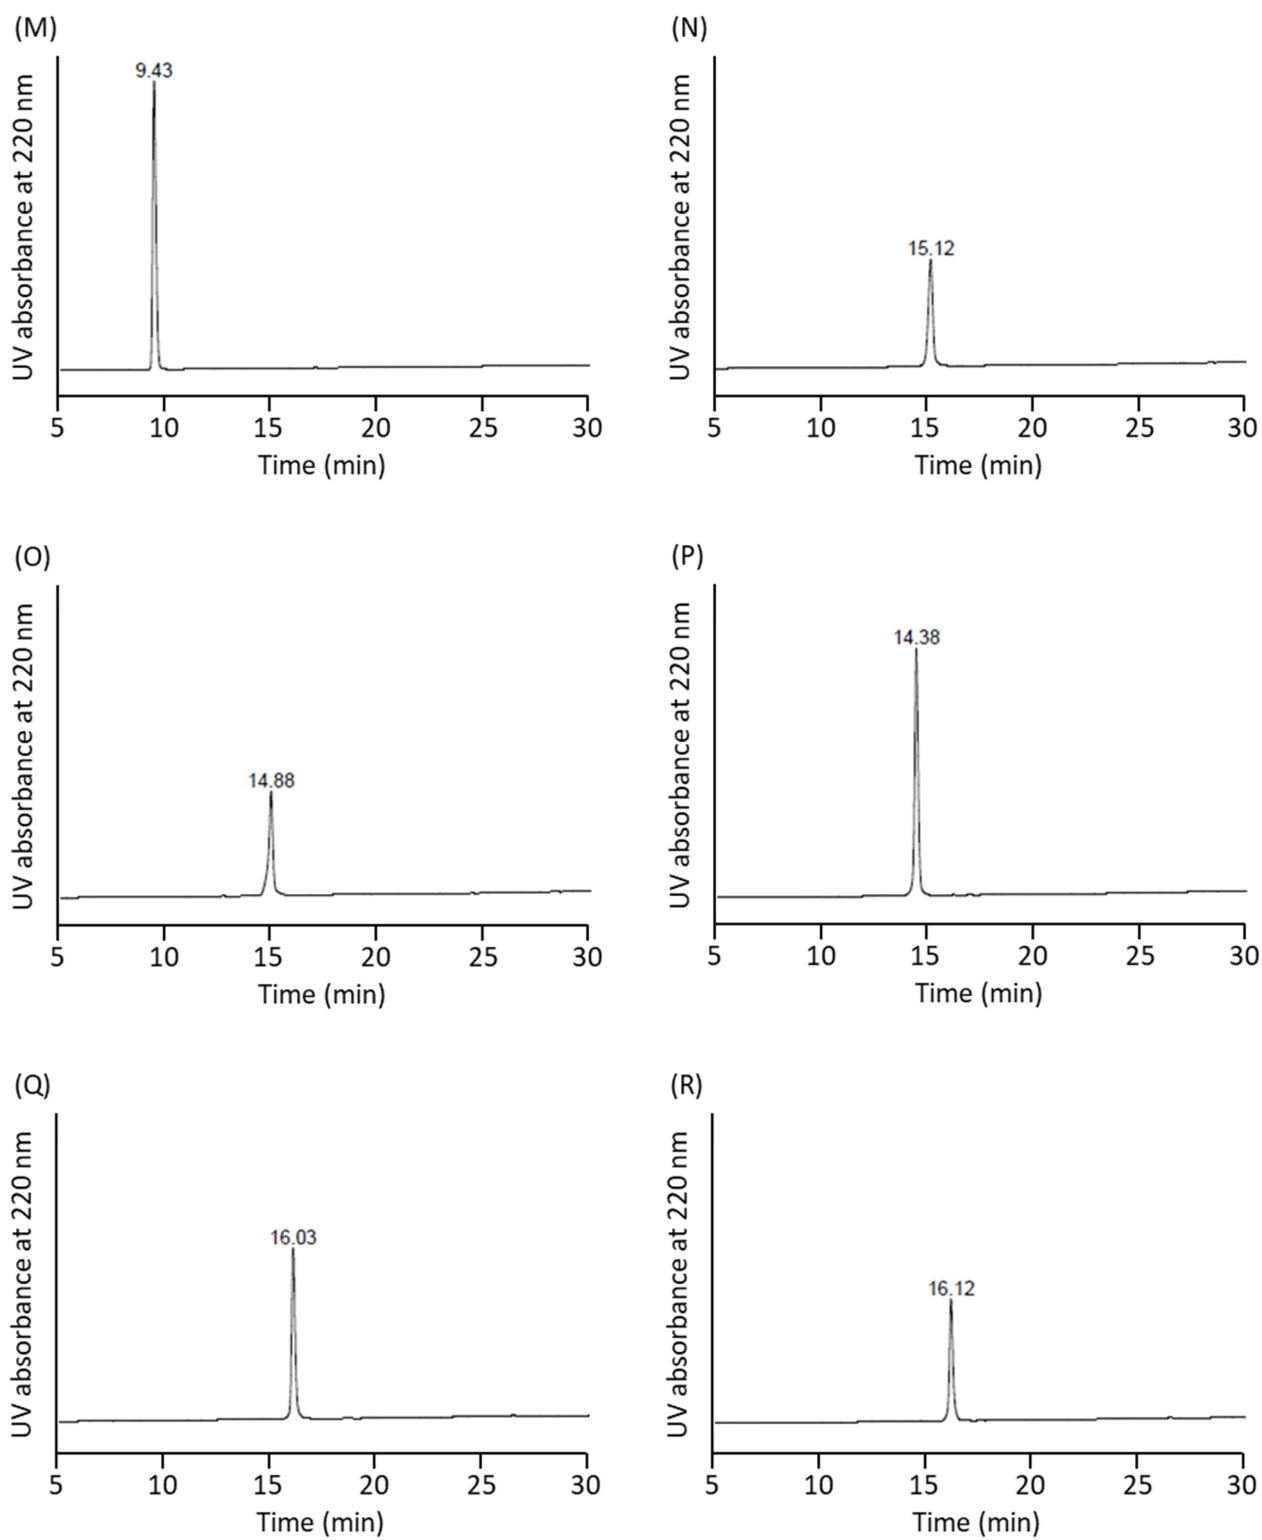 (M)
9.43
UV absorbance at 220 nm
5 10 15 20 25 30
Time (min)
(N)
15.12
UV absorbance at 220 nm
5 10 15 20 25 30
Time (min)
(O)
14.88
UV absorbance at 220 nm
5 10 15 20 25 30
Time (min)
(P)
14.38
UV absorbance at 220 nm
5 10 15 20 25 30
Time (min)
(Q)
16.03
UV absorbance at 220 nm
5 10 15 20 25 30
Time (min)
(R)
16.12
UV absorbance at 220 nm
5 10 15 20 25 30
Time (min)